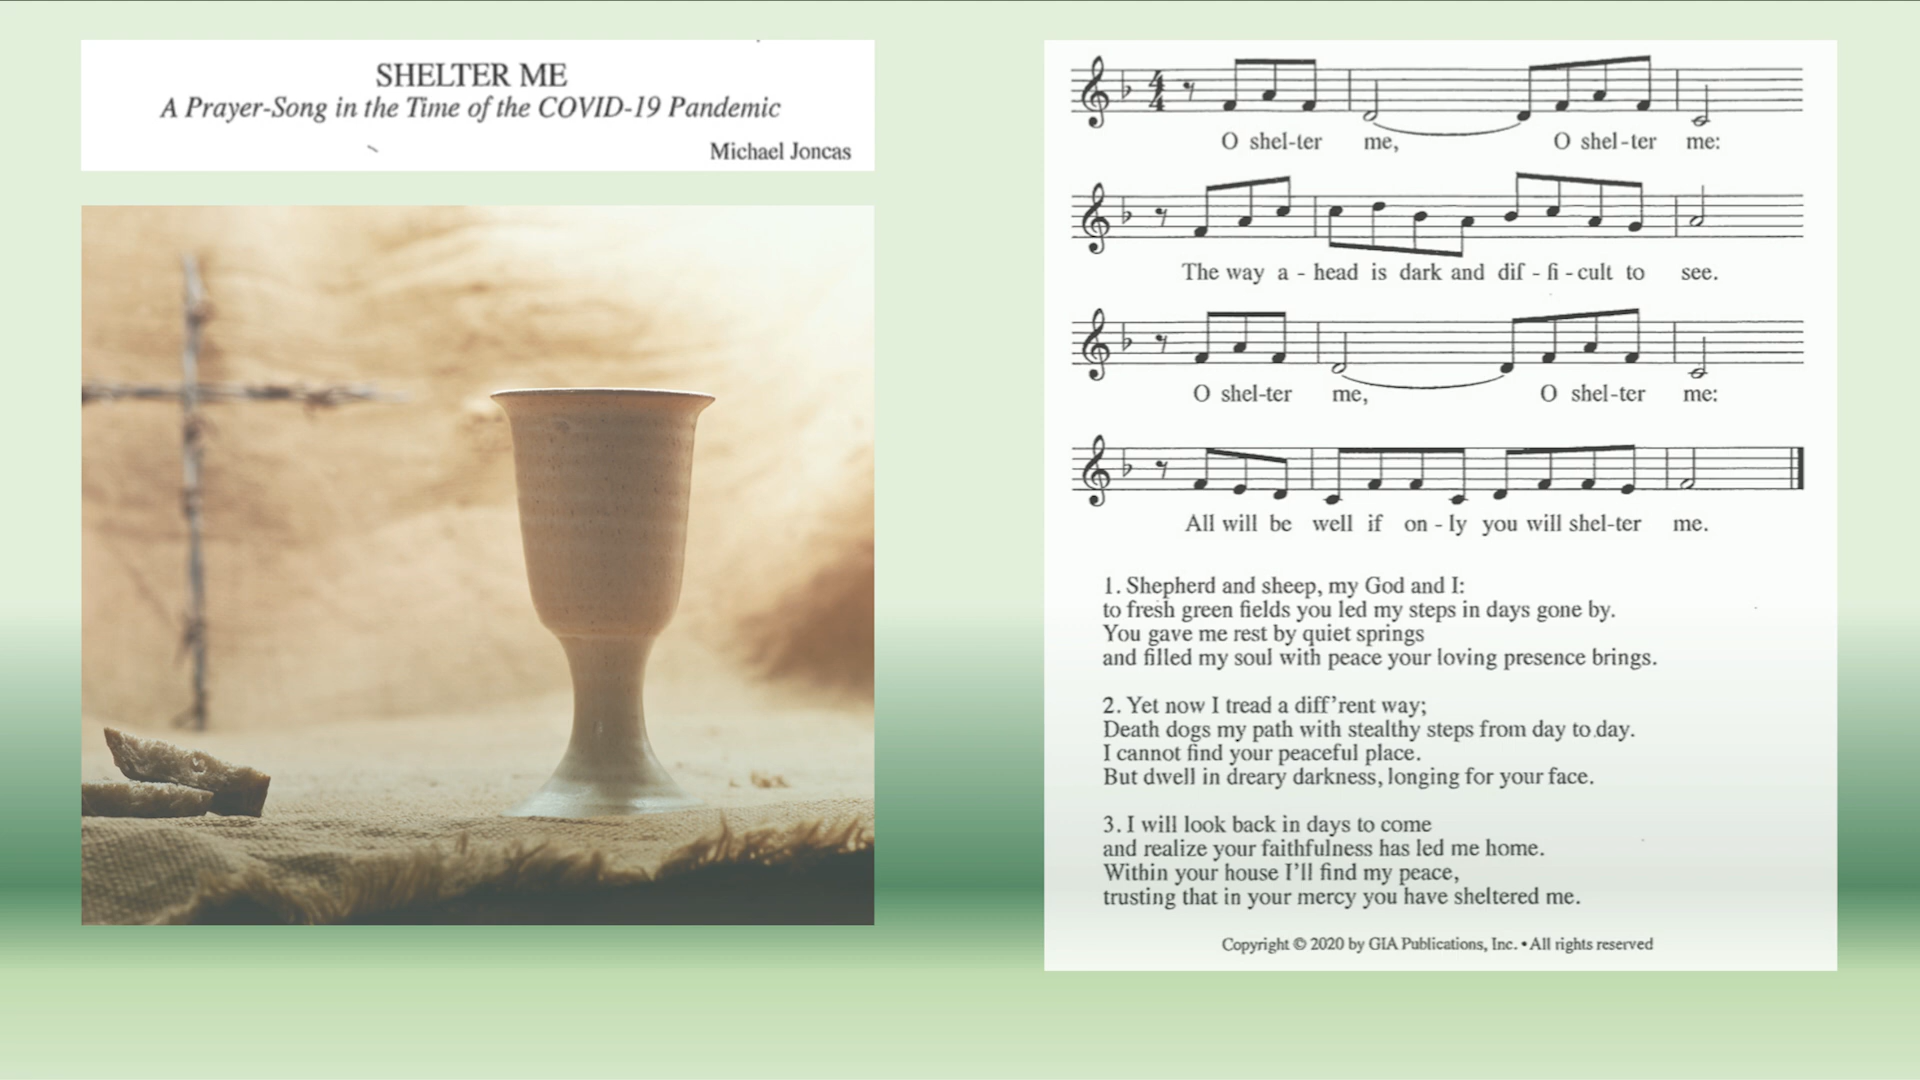 SHELTER ME
A Prayer-Song in the Time of the COVID-19 Pandemic
Michael Joncas
O shel-ter me, O shel-ter me:
The way a - head is dark and dif - fi - cult to see.
O shel-ter me, O shel-ter me:
All will be well if on - ly you will shel-ter me.
1. Shepherd and sheep, my God and I:
to fresh green fields you led my steps in days gone by.
You gave me rest by quiet springs
and filled my soul with peace your loving presence brings.
2. Yet now I tread a diff’rent way;
Death dogs my path with stealthy steps from day to day.
I cannot find your peaceful place.
But dwell in dreary darkness, longing for your face.
3. I will look back in days to come
and realize your faithfulness has led me home.
Within your house I’ll find my peace,
trusting that in your mercy you have sheltered me.
Copyright © 2020 by GIA Publications, Inc. • All rights reserved